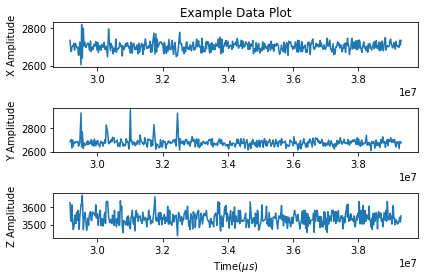 Example Data Plot
X Amplitude
2800
2600
3.0 3.2 3.4 3.6 3.8
1e7
Y Amplitude
2800
2600
3.0 3.2 3.4 3.6 3.8
1e7
Z Amplitude
3600
3500
3.0 3.2 3.4 3.6 3.8
1e7
Time(μs)